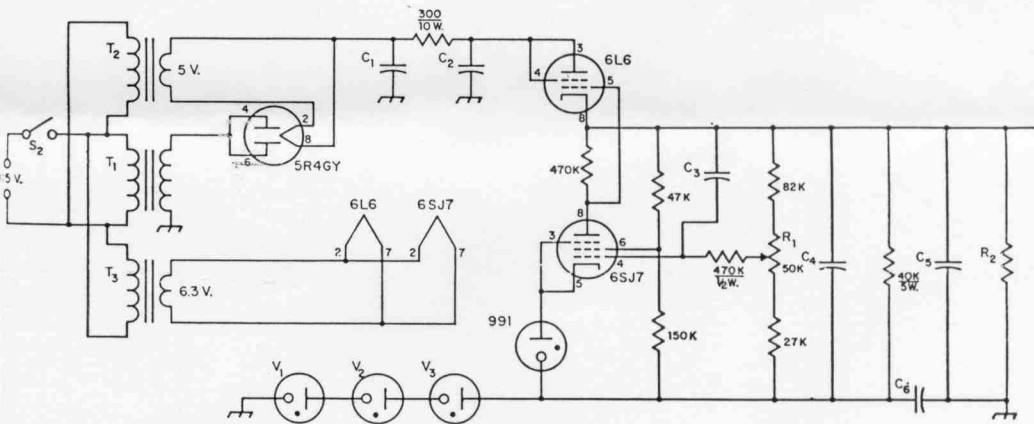 300
10 W.
T₂
5 V.
C₁
C₂
3
6L6
4
5
8
S₂
T₁
4
2
8
6
5R4GY
470K
47K
C₃
82K
6L6
6SJ7
8
3
6
4
5
6SJ7
R₁
50K
C₄
C₅
R₂
2
7
2
7
470K
½W.
40K
5W.
T₃
6.3 V.
991
150K
27K
V₁
V₂
V₃
C₆